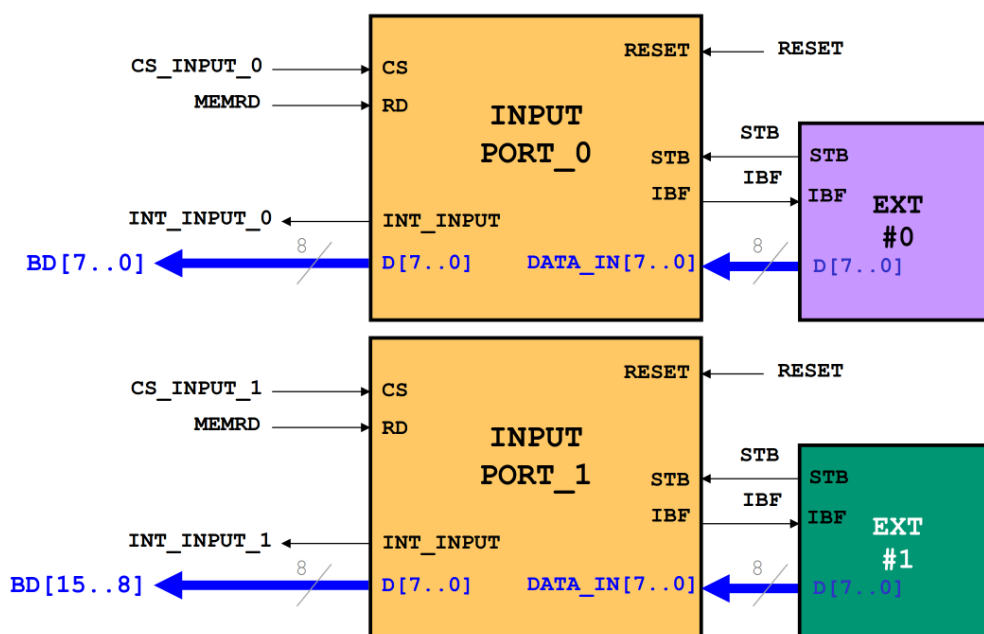 RESET
RESET
CS_INPUT_0
CS
MEMRD
RD
INPUT
PORT_0
STB
STB
STB
IBF
IBF
IBF
EXT
#0
INT_INPUT_0
INT_INPUT
8
8
BD[7..0]
D[7..0]
DATA_IN[7..0]
D[7..0]
RESET
RESET
CS_INPUT_1
CS
MEMRD
RD
INPUT
PORT_1
STB
STB
STB
IBF
IBF
IBF
EXT
#1
INT_INPUT_1
INT_INPUT
8
8
BD[15..8]
D[7..0]
DATA_IN[7..0]
D[7..0]